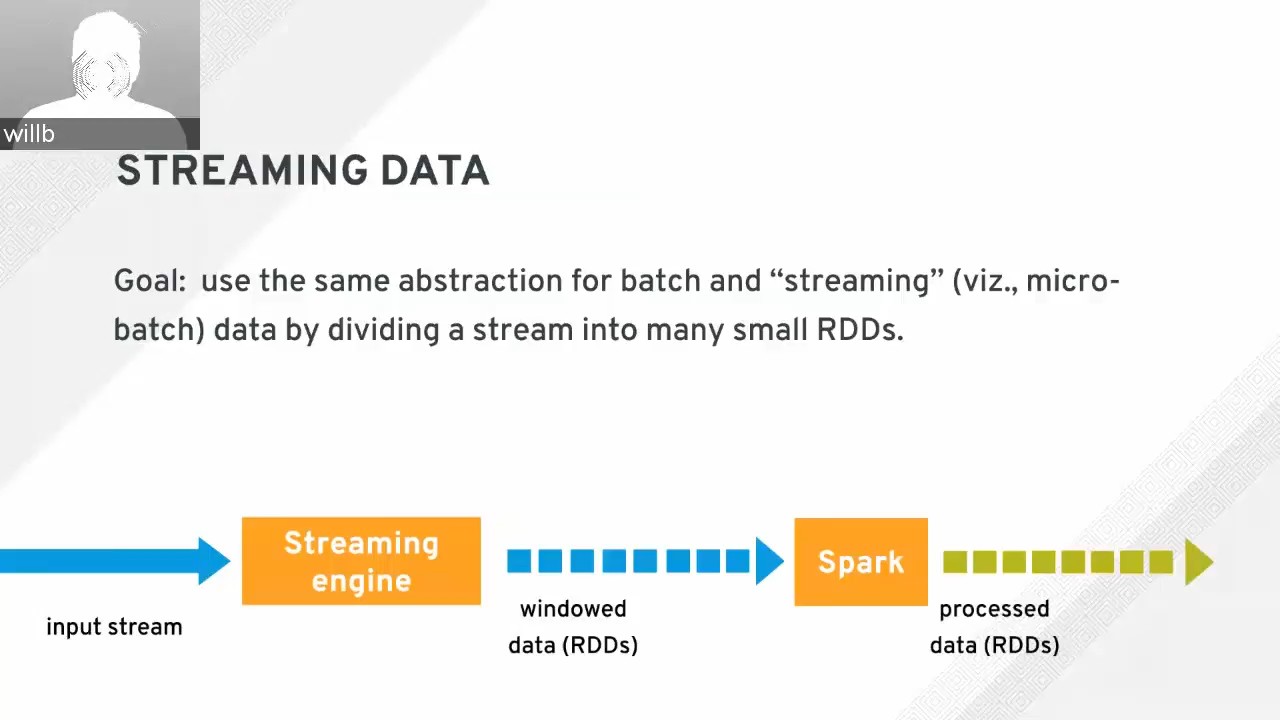 willb
STREAMING DATA
Goal:  use the same abstraction for batch and “streaming” (viz., micro-
batch) data by dividing a stream into many small RDDs.
Streaming
engine
Spark
input stream
windowed
data (RDDs)
processed
data (RDDs)